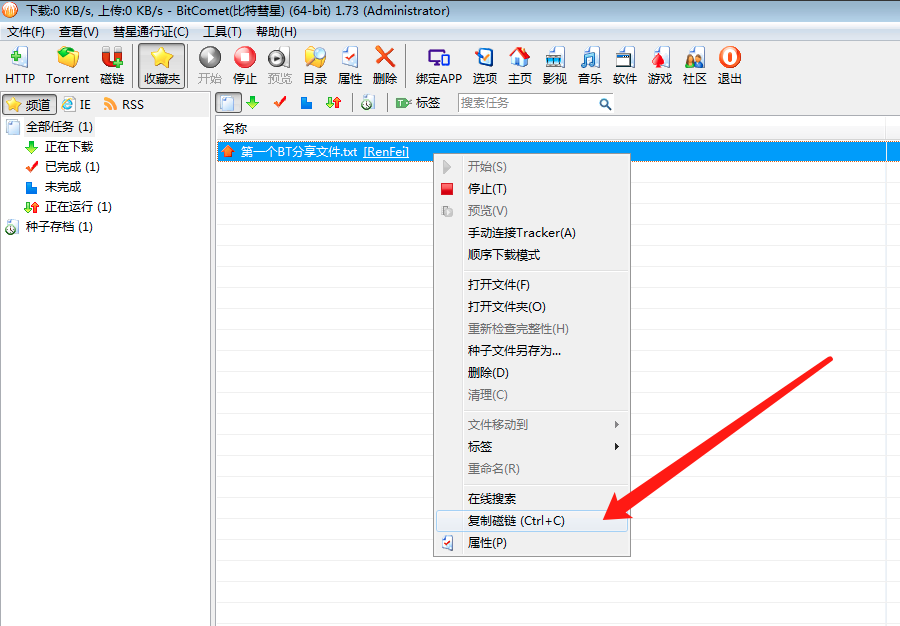 下载:0 KB/s, 上传:0 KB/s - BitComet(比特彗星) (64-bit) 1.73 (Administrator)
文件(F) 查看(V) 彗星通行证(C) 工具(T) 帮助(H)
HTTP Torrent 磁链 收藏夹 开始 停止 预览 目录 属性 删除 绑定APP 选项 主页 影视 音乐 软件 游戏 社区 退出
频道 IE RSS
标签 搜索任务
全部任务 (1)
正在下载
已完成 (1)
未完成
正在运行 (1)
种子存档 (1)
名称
第一个BT分享文件.txt [RenFei]
开始(S)
停止(T)
预览(V)
手动连接Tracker(A)
顺序下载模式
打开文件(F)
打开文件夹(O)
重新检查完整性(H)
种子文件另存为...
删除(D)
清理(C)
文件移动到
标签
重命名(R)
在线搜索
复制磁链 (Ctrl+C)
属性(P)